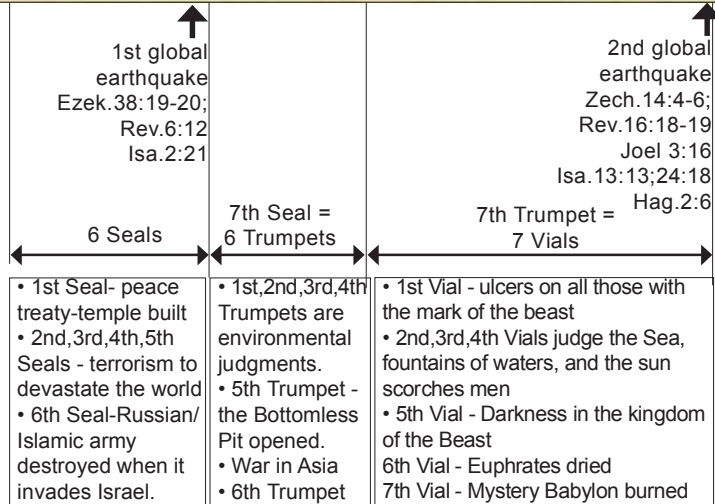 1st global
earthquake
Ezek.38:19-20;
Rev.6:12
Isa.2:21
2nd global
earthquake
Zech.14:4-6;
Rev.16:18-19
Joel 3:16
Isa.13:13;24:18
Hag.2:6
6 Seals
7th Seal =
6 Trumpets
7th Trumpet =
7 Vials
• 1st Seal- peace
treaty-temple built
• 2nd,3rd,4th,5th
Seals - terrorism to
devastate the world
• 6th Seal-Russian/
Islamic army
destroyed when it
invades Israel.
• 1st,2nd,3rd,4th
Trumpets are
environmental
judgments.
• 5th Trumpet -
the Bottomless
Pit opened.
• War in Asia
• 6th Trumpet
• 1st Vial - ulcers on all those with
the mark of the beast
• 2nd,3rd,4th Vials judge the Sea,
fountains of waters, and the sun
scorches men
• 5th Vial - Darkness in the kingdom
of the Beast
6th Vial - Euphrates dried
7th Vial - Mystery Babylon burned